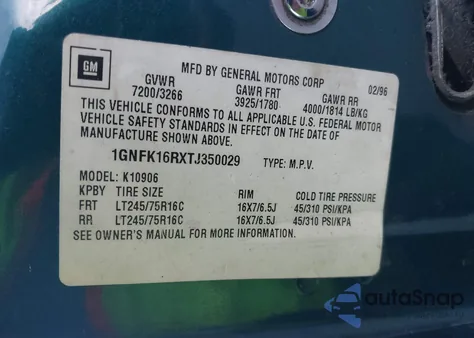 GM
MFD BY GENERAL MOTORS CORP 02/96
GVWR GAWR FRT GAWR RR
7200/3266 3925/1780 4000/1814 LB/KG
THIS VEHICLE CONFORMS TO ALL APPLICABLE U.S. FEDERAL MOTOR
VEHICLE SAFETY STANDARDS IN EFFECT ON THE DATE OF
MANUFACTURE SHOWN ABOVE.
1GNFK16RXTJ350029 TYPE: M.P.V.
MODEL: K10906
KPBY TIRE SIZE RIM COLD TIRE PRESSURE
FRT LT245/75R16C 16X7/6.5J 45/310 PSI/KPA
RR LT245/75R16C 16X7/6.5J 45/310 PSI/KPA
SEE OWNER'S MANUAL FOR MORE INFORMATION.
autoSnap